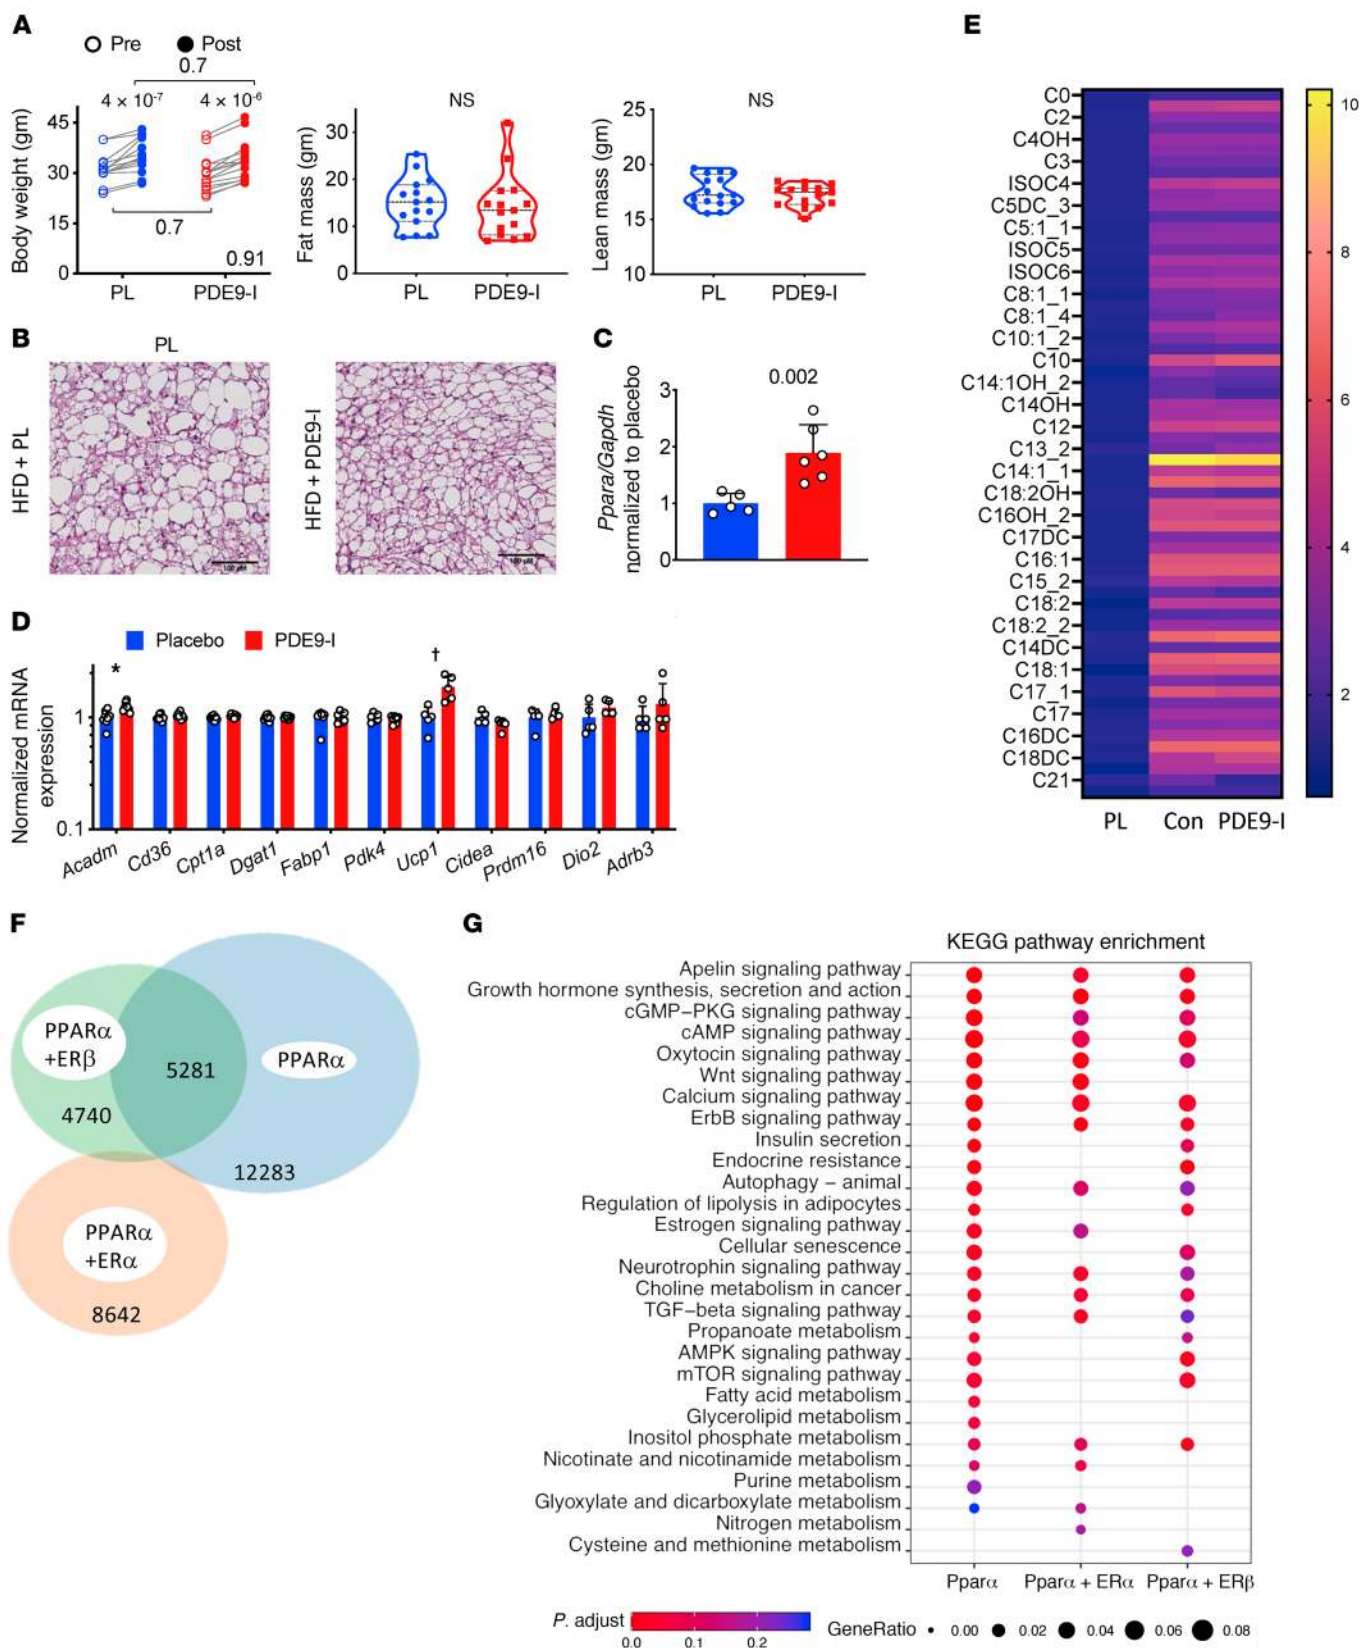 A
Pre
Post
0.7
4 × 10-7
4 × 10-6
Body weight (gm)
45
30
15
0
0.7
0.91
PL
PDE9-I
NS
Fat mass (gm)
30
20
10
0
PL
PDE9-I
NS
Lean mass (gm)
25
20
15
10
PL
PDE9-I
B
PL
HFD + PL
100 μM
HFD + PDE9-I
100 μM
C
0.002
Ppara/Gapdh
normalized to placebo
3
2
1
0
D
Placebo
PDE9-I
Normalized mRNA
expression
1
0.1
*
†
Acadm
Cd36
Cpt1a
Dgat1
Fabp1
Pdk4
Ucp1
Cidea
Prdm16
Dio2
Adrb3
E
C0
C2
C4OH
C3
ISOC4
C5DC_3
C5:1_1
ISOC5
ISOC6
C8:1_1
C8:1_4
C10:1_2
C10
C14:1OH_2
C14OH
C12
C13_2
C14:1_1
C18:2OH
C16OH_2
C17DC
C16:1
C15_2
C18:2
C18:2_2
C14DC
C18:1
C17_1
C17
C16DC
C18DC
C21
PL
Con
PDE9-I
10
8
6
4
2
F
PPARα
+ERβ
5281
PPARα
4740
12283
PPARα
+ERα
8642
G
KEGG pathway enrichment
Apelin signaling pathway
Growth hormone synthesis, secretion and action
cGMP−PKG signaling pathway
cAMP signaling pathway
Oxytocin signaling pathway
Wnt signaling pathway
Calcium signaling pathway
ErbB signaling pathway
Insulin secretion
Endocrine resistance
Autophagy − animal
Regulation of lipolysis in adipocytes
Estrogen signaling pathway
Cellular senescence
Neurotrophin signaling pathway
Choline metabolism in cancer
TGF−beta signaling pathway
Propanoate metabolism
AMPK signaling pathway
mTOR signaling pathway
Fatty acid metabolism
Glycerolipid metabolism
Inositol phosphate metabolism
Nicotinate and nicotinamide metabolism
Purine metabolism
Glyoxylate and dicarboxylate metabolism
Nitrogen metabolism
Cysteine and methionine metabolism
Pparα
Pparα + ERα
Pparα + ERβ
P. adjust
0.0
0.1
0.2
GeneRatio
0.00
0.02
0.04
0.06
0.08